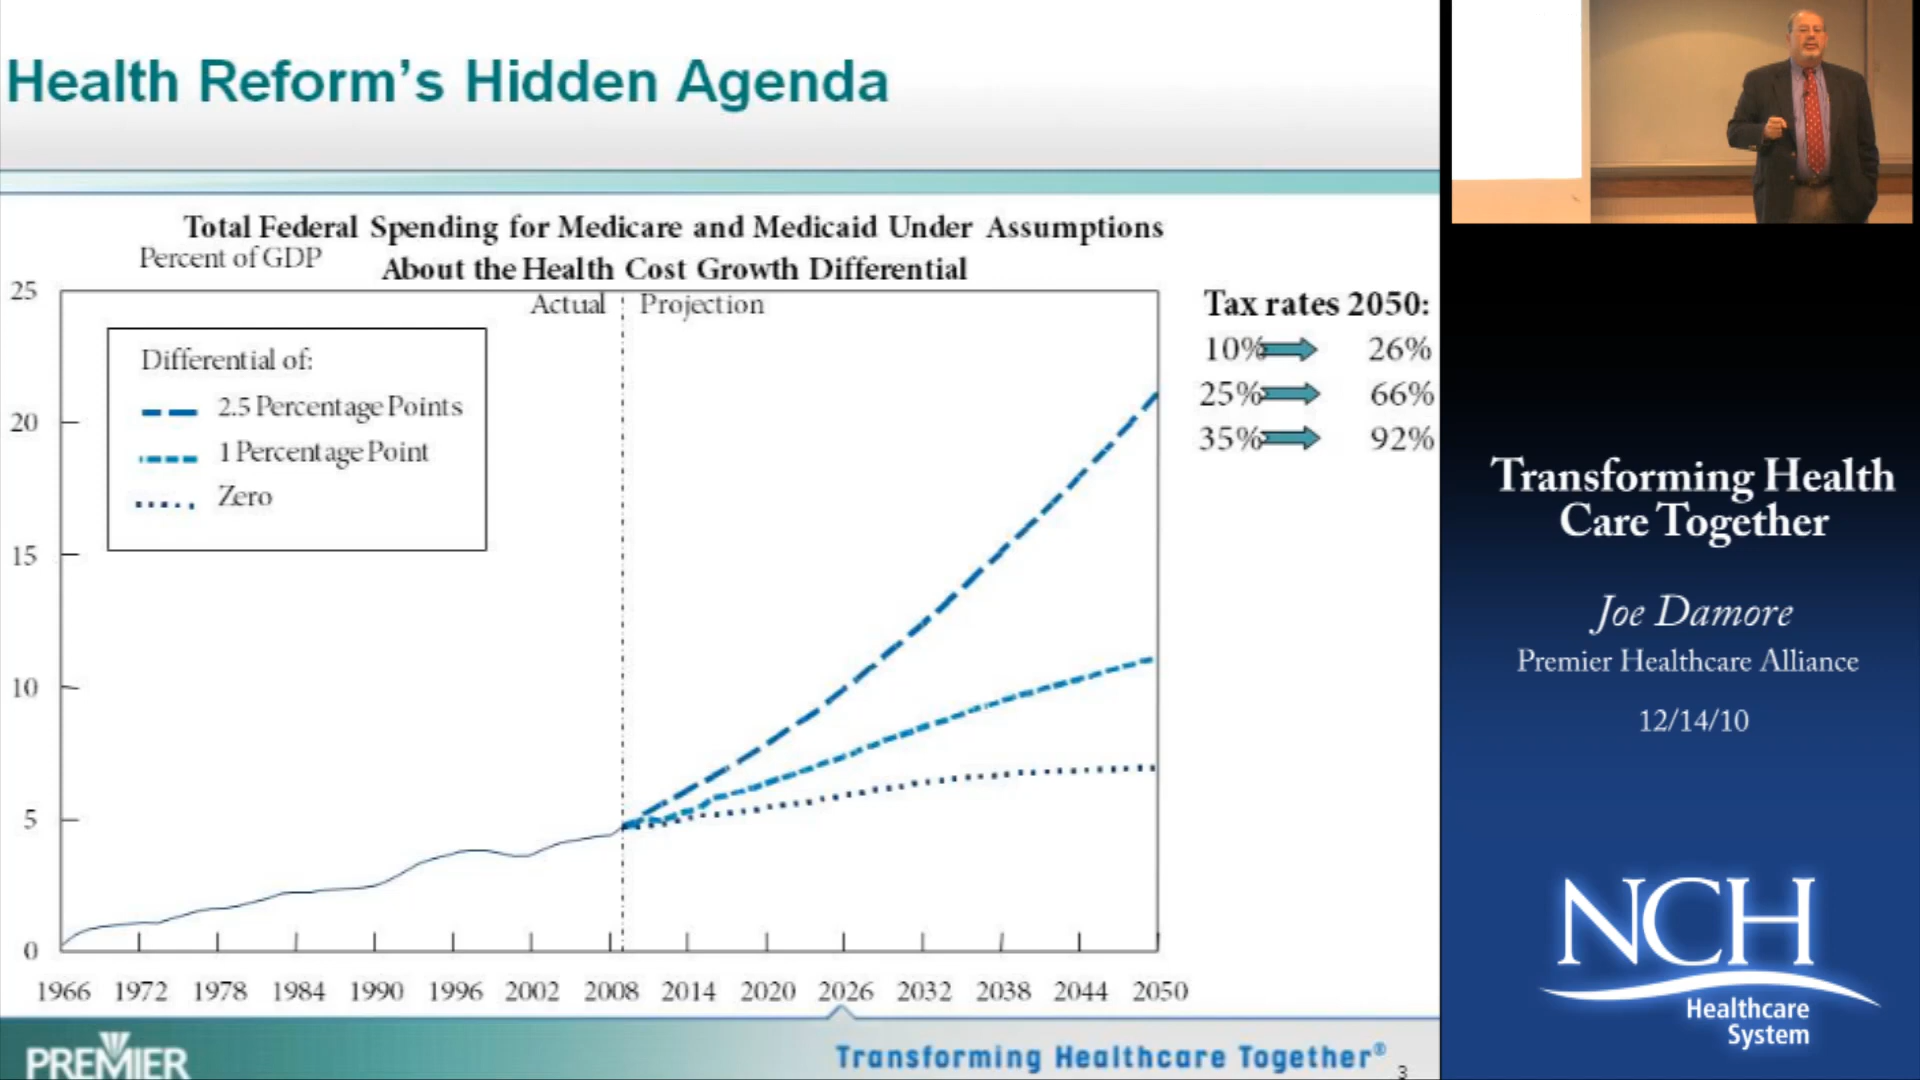 Health Reform's Hidden Agenda
Total Federal Spending for Medicare and Medicaid Under Assumptions
About the Health Cost Growth Differential
Percent of GDP
Actual
Projection
25
20
15
10
5
0
Differential of:
2.5 Percentage Points
1 Percentage Point
Zero
1966 1972 1978 1984 1990 1996 2002 2008 2014 2020 2026 2032 2038 2044 2050
Tax rates 2050:
10% 26%
25% 66%
35% 92%
PREMIER
Transforming Healthcare Together®
3
Transforming Health
Care Together
Joe Damore
Premier Healthcare Alliance
12/14/10
NCH
Healthcare
System